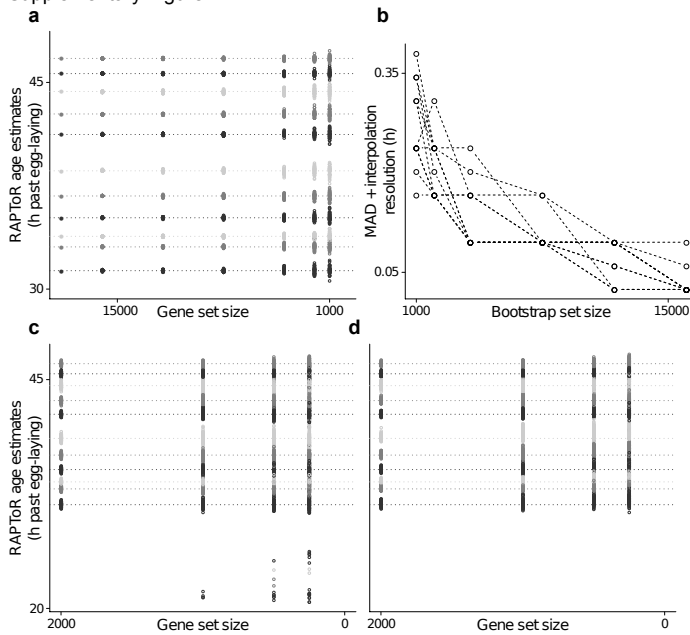 a
b
45
30
RAPToR age estimates
(h past egg-laying)
15000
Gene set size
1000
0.35
0.05
MAD + interpolation
resolution (h)
1000
Bootstrap set size
15000
c
d
45
20
RAPToR age estimates
(h past egg-laying)
2000
Gene set size
0
2000
Gene set size
0